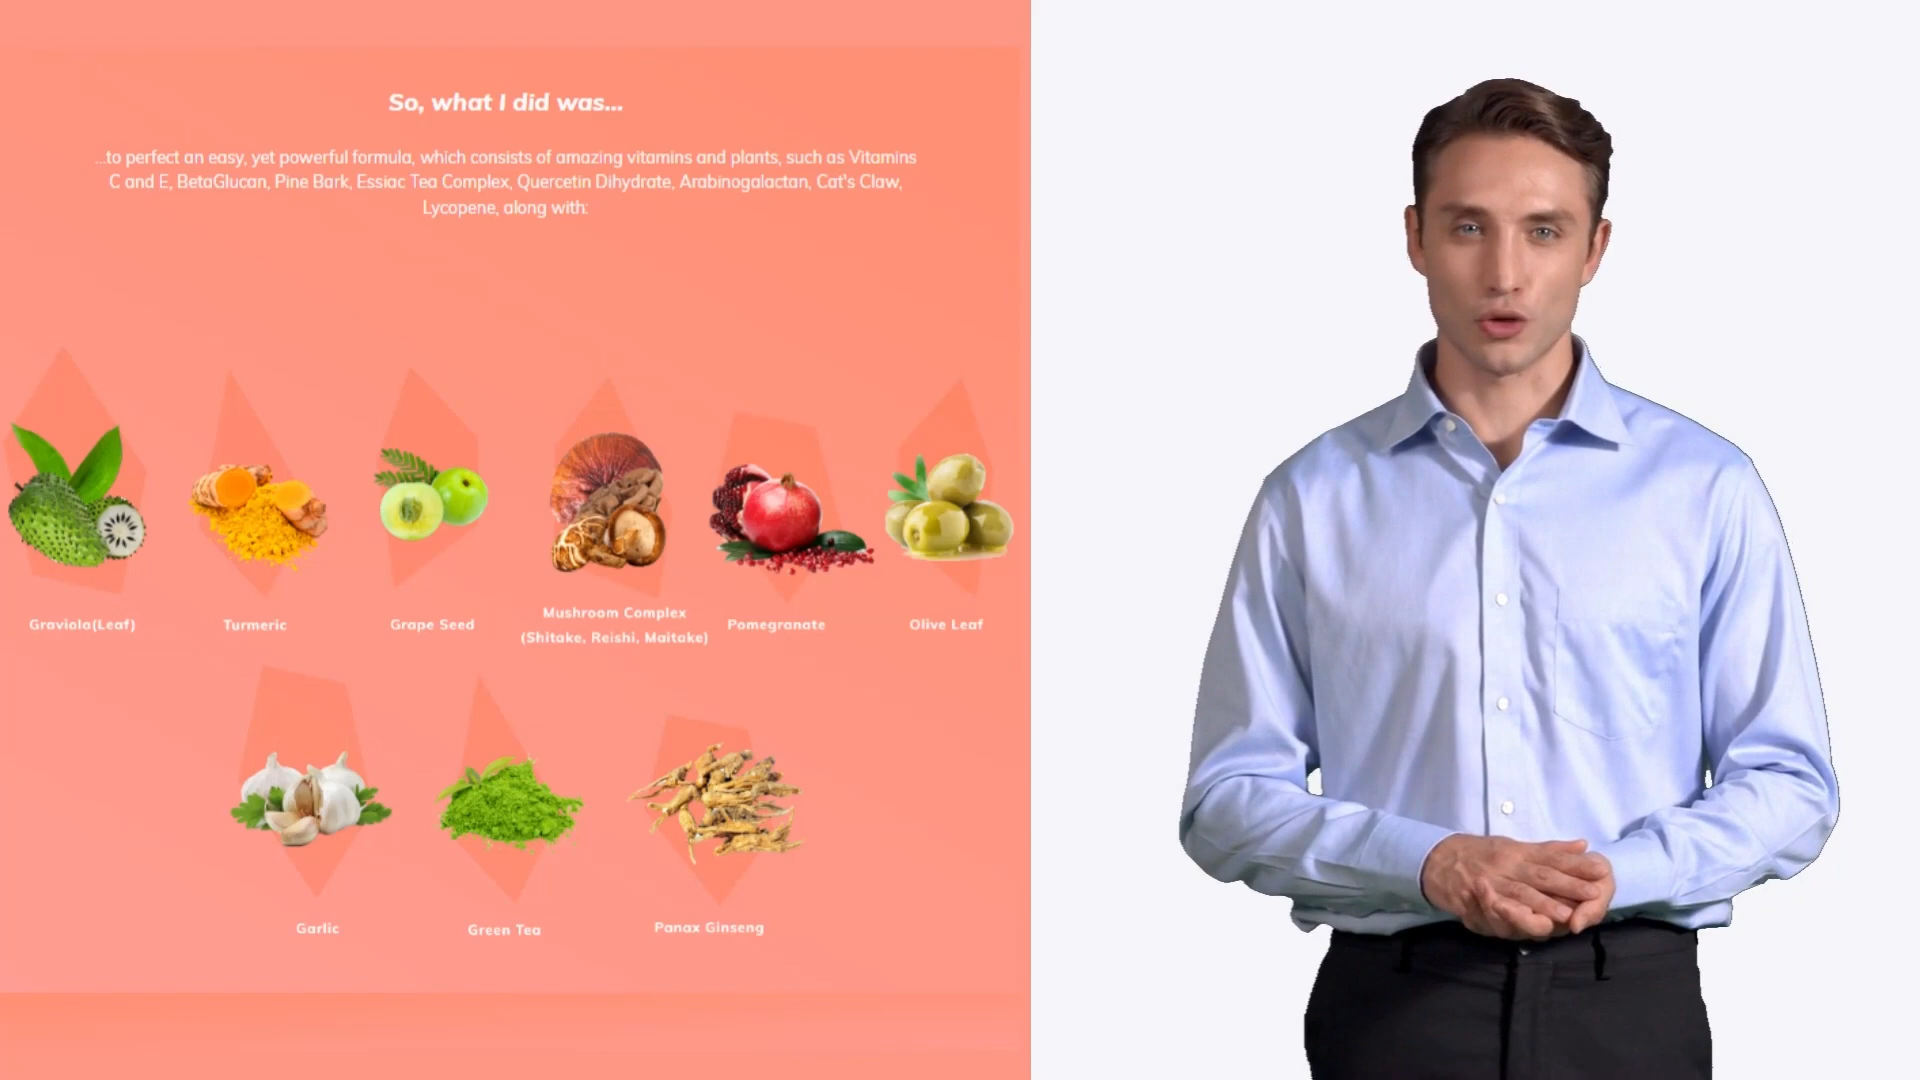 So, what I did was...
...to perfect an easy, yet powerful formula, which consists of amazing vitamins and plants, such as Vitamins
C and E, BetaGlucan, Pine Bark, Essiac Tea Complex, Quercetin Dihydrate, Arabinogalactan, Cat's Claw,
Lycopene, along with:
Graviola(Leaf)
Turmeric
Grape Seed
Mushroom Complex
(Shitake, Reishi, Maitake)
Pomegranate
Olive Leaf
Garlic
Green Tea
Panax Ginseng